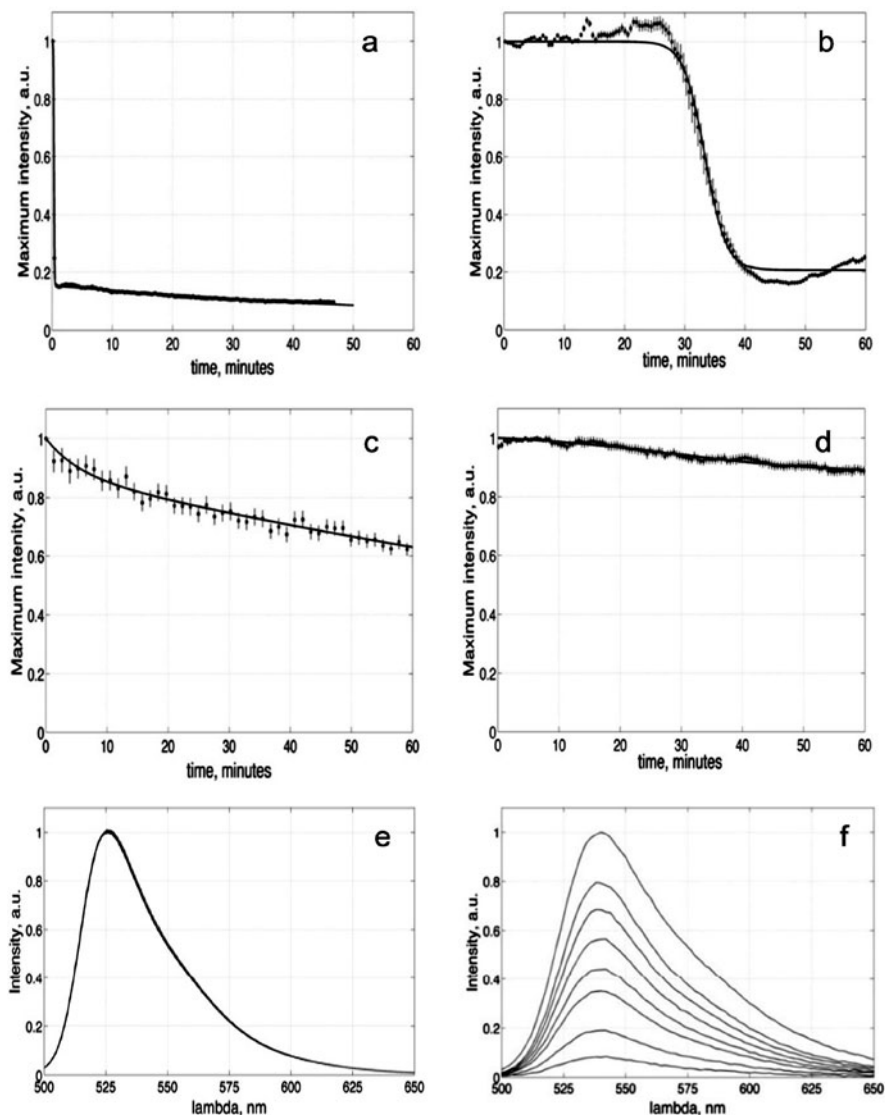 a
Maximum intensity, a.u.
1
0.8
0.6
0.4
0.2
0
0 10 20 30 40 50 60
time, minutes
b
Maximum intensity, a.u.
1
0.8
0.6
0.4
0.2
0
0 10 20 30 40 50 60
time, minutes
c
Maximum intenity, a.u.
1
0.8
0.6
0.4
0.2
0
0 10 20 30 40 50 60
time, minutes
d
Maximum intensity, a.u.
1
0.8
0.6
0.4
0.2
0
0 10 20 30 40 50 60
time, minutes
e
Intensity, a.u.
1
0.8
0.6
0.4
0.2
0
500 525 550 575 600 625 650
lambda, nm
f
Intensity, a.u.
1
0.8
0.6
0.4
0.2
0
500 525 550 575 600 625 650
lambda, nm